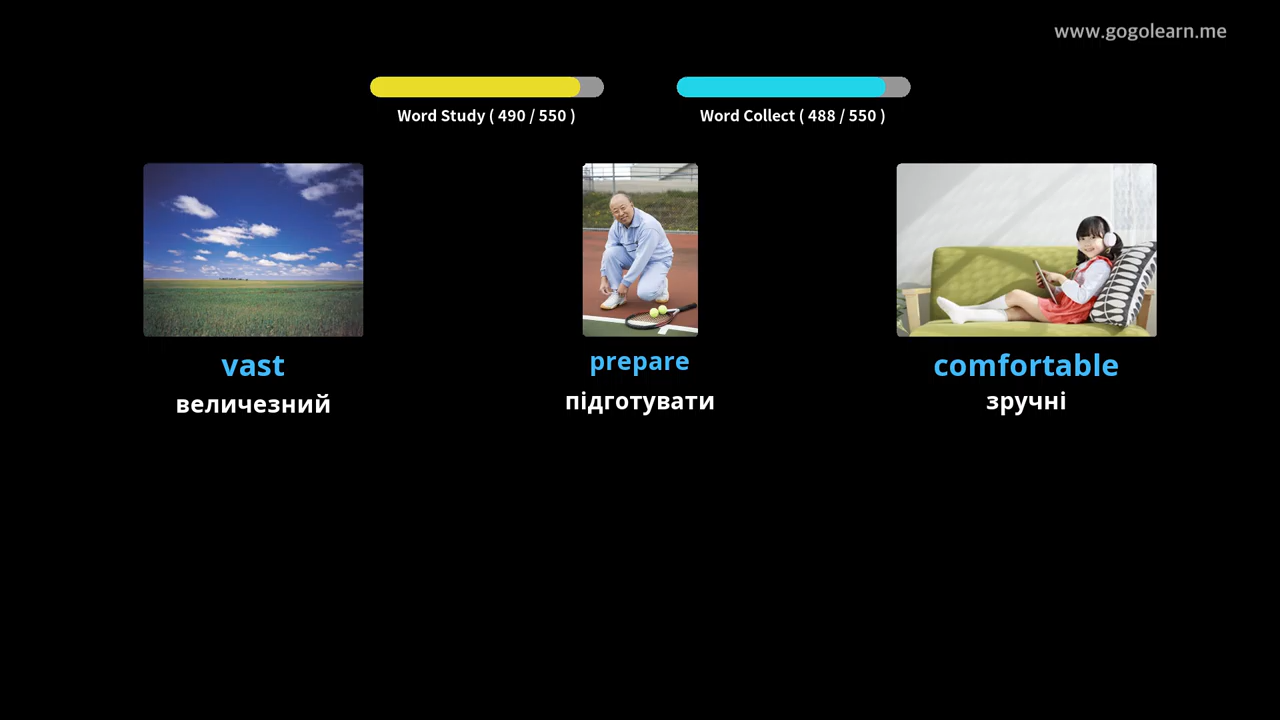 www.gogolearn.me
Word Study ( 490 / 550 )
Word Collect ( 488 / 550 )
vast
prepare
comfortable
величезний
підготувати
зручні